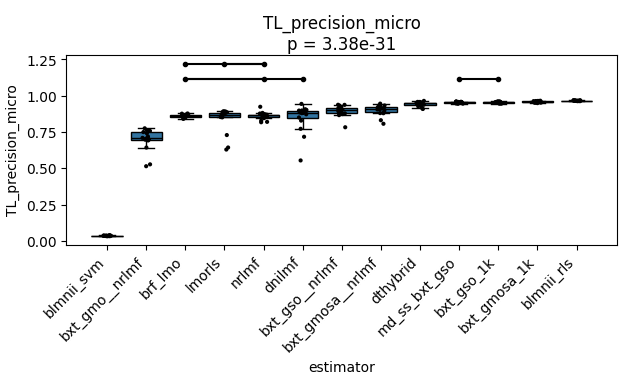 TL_precision_micro
p = 3.38e-31
1.25
1.00
0.75
0.50
0.25
0.00
TL_precision_micro
blmnii_svm
bxt_gmo__nrlmf
brf_lmo
lmorls
nrlmf
dnilmf
bxt_gso__nrlmf
bxt_gmosa__nrlmf
dthybrid
md_ss_bxt_gso
bxt_gso_1k
bxt_gmosa_1k
blmnii_rls
estimator